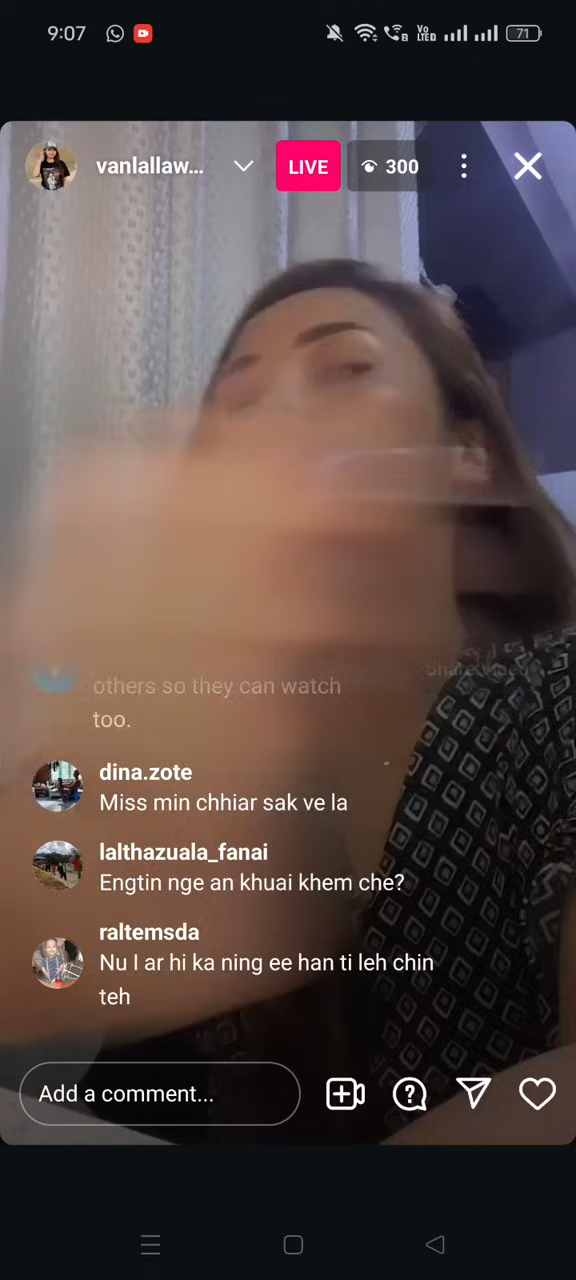 9:07
VoLTED
71
vanlallaw...
LIVE
300
others so they can watch
too.
dina.zote
Miss min chhiar sak ve la
lalthazuala_fanai
Engtin nge an khuai khem che?
raltemsda
Nu I ar hi ka ning ee han ti leh chin
teh
Add a comment...